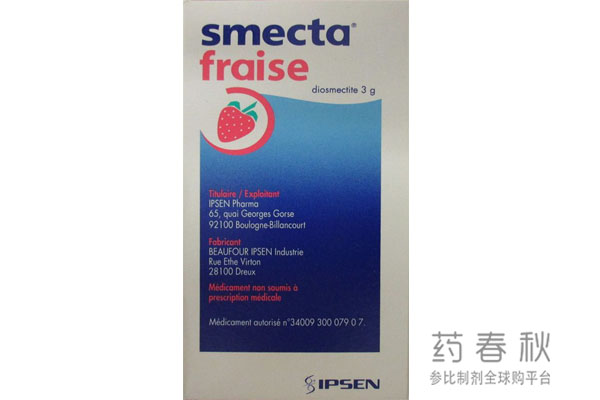 smecta®
fraise
diosmectite 3 g
Titulaire / Exploitant
IPSEN Pharma
65, quai Georges Gorse
92100 Boulogne-Billancourt
Fabricant
BEAUFOUR IPSEN Industrie
Rue Ethe Virton
28100 Dreux
Médicament non soumis à
prescription médicale
Médicament autorisé n°34009 300 079 0 7.
IPSEN
药春秋
参比制剂全球购平台